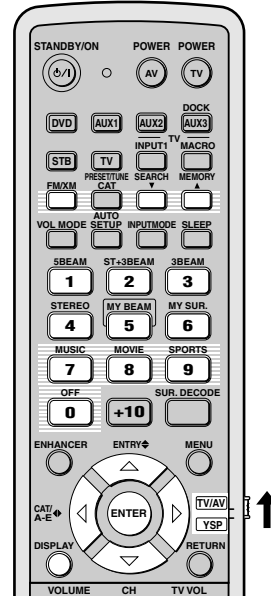 STANDBY/ON POWER POWER
AV TV
DOCK
DVD AUX1 AUX2 AUX3
TV
INPUT1 MACRO
STB TV
PRESET/TUNE SEARCH MEMORY
FM/XM CAT
AUTO
VOL MODE SETUP INPUTMODE SLEEP
5BEAM ST+3BEAM 3BEAM
1 2 3
STEREO MY BEAM MY SUR.
4 5 6
MUSIC MOVIE SPORTS
7 8 9
OFF SUR. DECODE
0 +10
ENHANCER ENTRY MENU
CAT/
A-E
ENTER
TV/AV
YSP
DISPLAY RETURN
VOLUME CH TV VOL